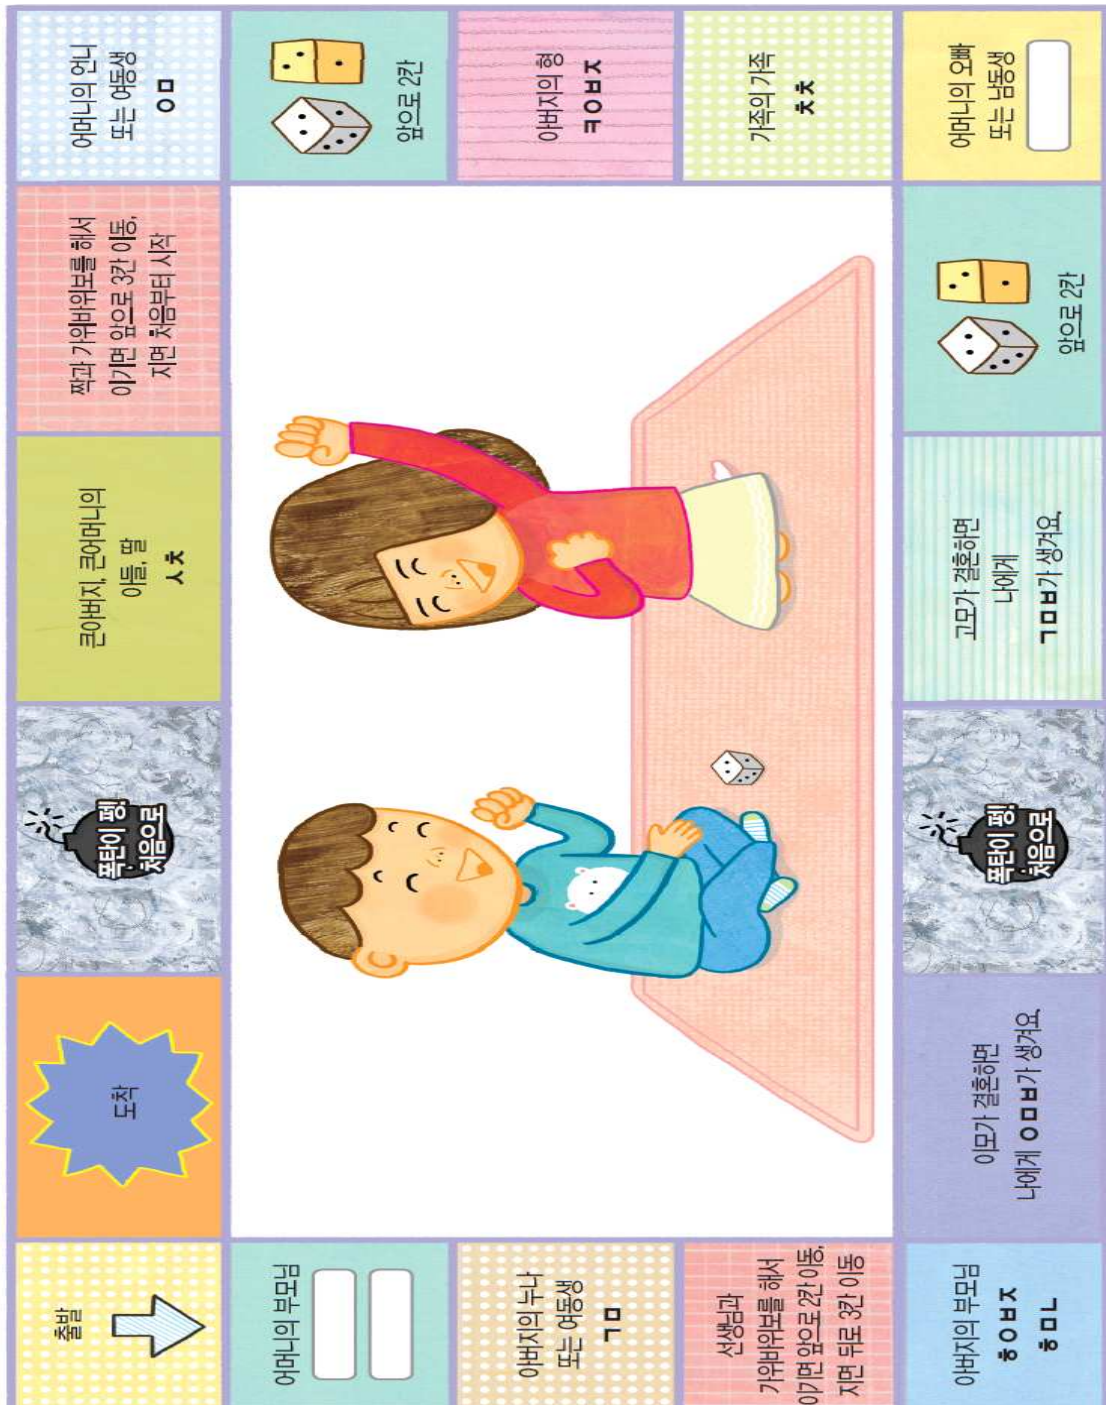 출발
어머니의 부모님
아버지의 누나
또는 여동생
ㄱㅁ
선생님과
가위바위보를 해서
이기면 앞으로 2칸 이동,
지면 뒤로 3칸 이동
아버지의 부모님
ㅎㅇㅂㅈ
ㅎㅁㄴ
이모가 결혼하면
나에게 ㅇㅁㅂ가 생겨요.
폭탄이 펑!
처음으로
고모가 결혼하면
나에게
ㄱㅁㅂ가 생겨요.
앞으로 2칸
어머니의 오빠
또는 남동생
가족의 가족
ㅊㅊ
아버지의 형
ㅋㅇㅂㅈ
앞으로 2칸
어머니의 언니
또는 여동생
ㅇㅁ
짝과 가위바위보를 해서
이기면 앞으로 3칸 이동,
지면 처음부터 시작
큰아버지, 큰어머니의
아들, 딸
ㅅㅊ
폭탄이 펑!
처음으로
도착